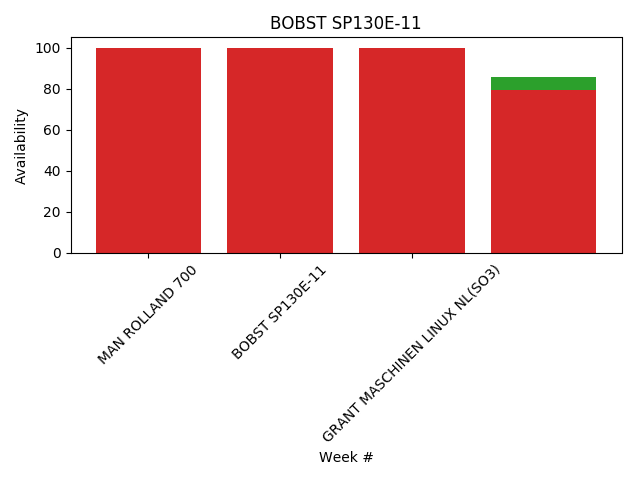 BOBST SP130E-11
Availability
100
80
60
40
20
0
MAN ROLLAND 700
BOBST SP130E-11
GRANT MASCHINEN LINUX NL(SO3)
Week #